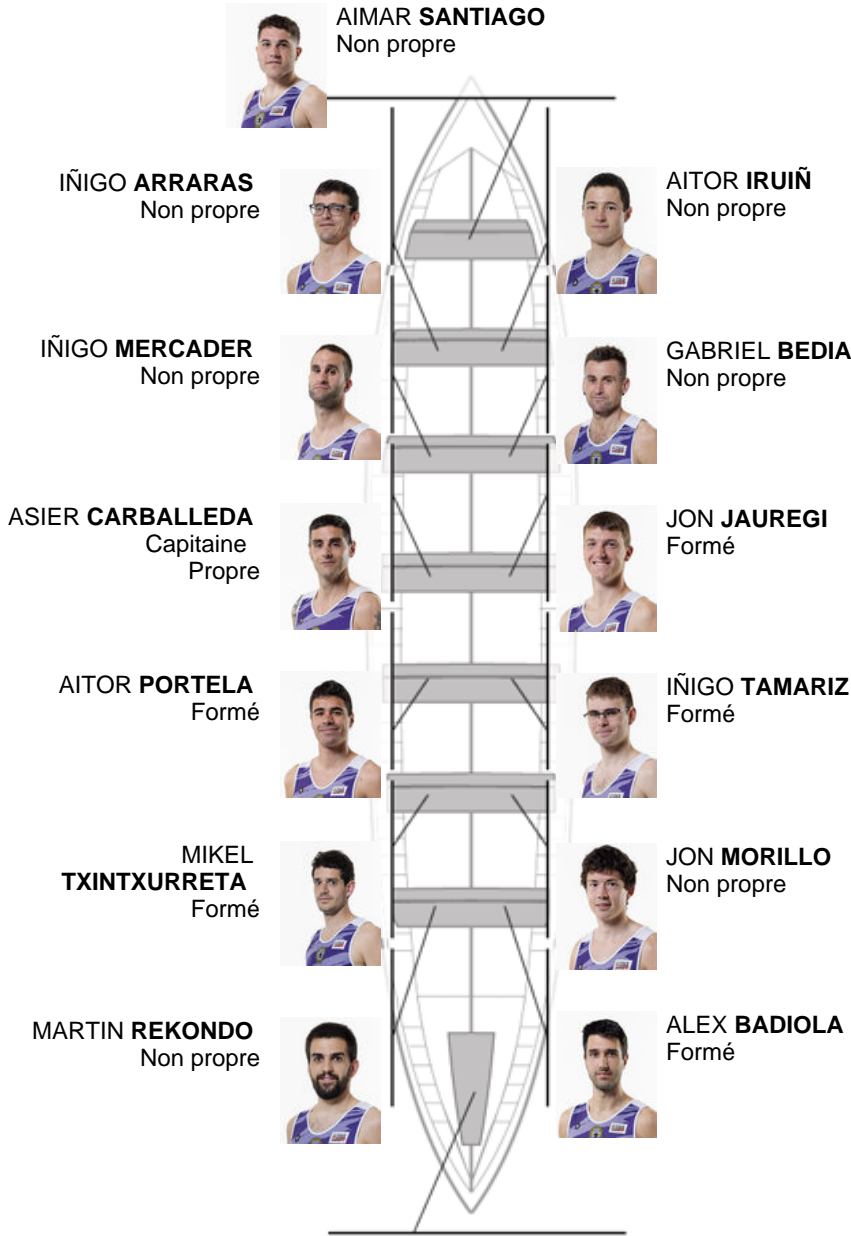 AIMAR SANTIAGO
Non propre
IÑIGO ARRARAS
Non propre
AITOR IRUIÑ
Non propre
IÑIGO MERCADER
Non propre
GABRIEL BEDIA
Non propre
ASIER CARBALLEDA
Capitaine
Propre
JON JAUREGI
Formé
AITOR PORTELA
Formé
IÑIGO TAMARIZ
Formé
MIKEL
TXINTXURRETA
Formé
JON MORILLO
Non propre
MARTIN REKONDO
Non propre
ALEX BADIOLA
Formé